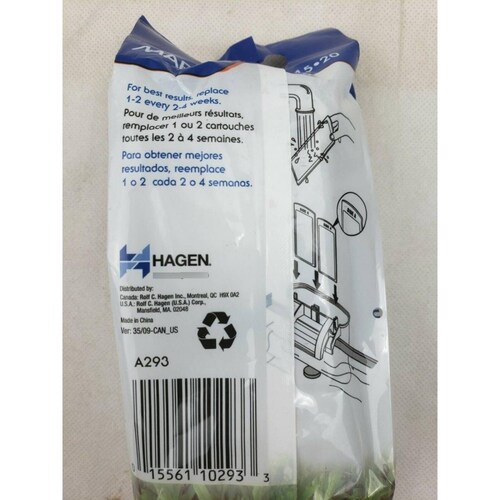 MAR
15•20
For best results, replace
1-2 every 2-4 weeks.
Pour de meilleurs résultats,
remplacer 1 ou 2 cartouches
toutes les 2 à 4 semaines.
Para obtener mejores
resultados, reemplace
1 o 2 cada 2 o 4 semanas.
HAGEN
Distributed by:
Canada: Rolf C. Hagen Inc., Montreal, QC H9X 0A2
U.S.A.: Rolf C. Hagen (U.S.A.) Corp.,
Mansfield, MA. 02048
Made in China
Ver: 35/09-CAN_US
A293
15561 10293 3